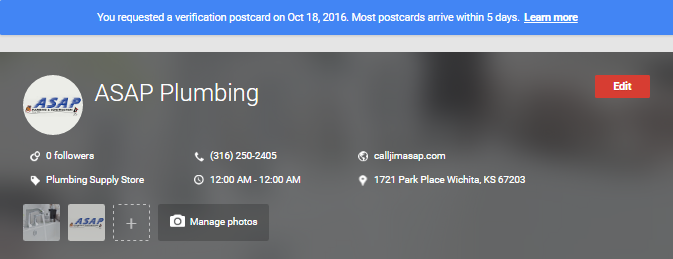 You requested a verification postcard on Oct 18, 2016. Most postcards arrive within 5 days. Learn more
ASAP
ASAP Plumbing
Edit
0 followers
(316) 250-2405
calljimasap.com
Plumbing Supply Store
12:00 AM - 12:00 AM
1721 Park Place Wichita, KS 67203
ASAP
+
Manage photos